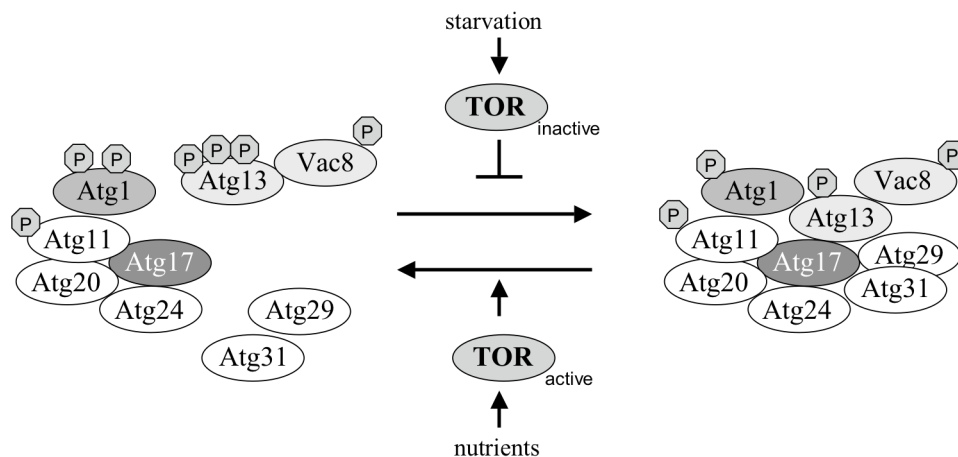 starvation
TOR
inactive
P
P P P P P
Atg1 Atg13 Vac8
P
Atg11
Atg17
Atg20
Atg24
Atg29
Atg31
P
P P
Atg1 Vac8
P
Atg13
Atg11
Atg17 Atg29
Atg20
Atg31
Atg24
TOR
active
nutrients